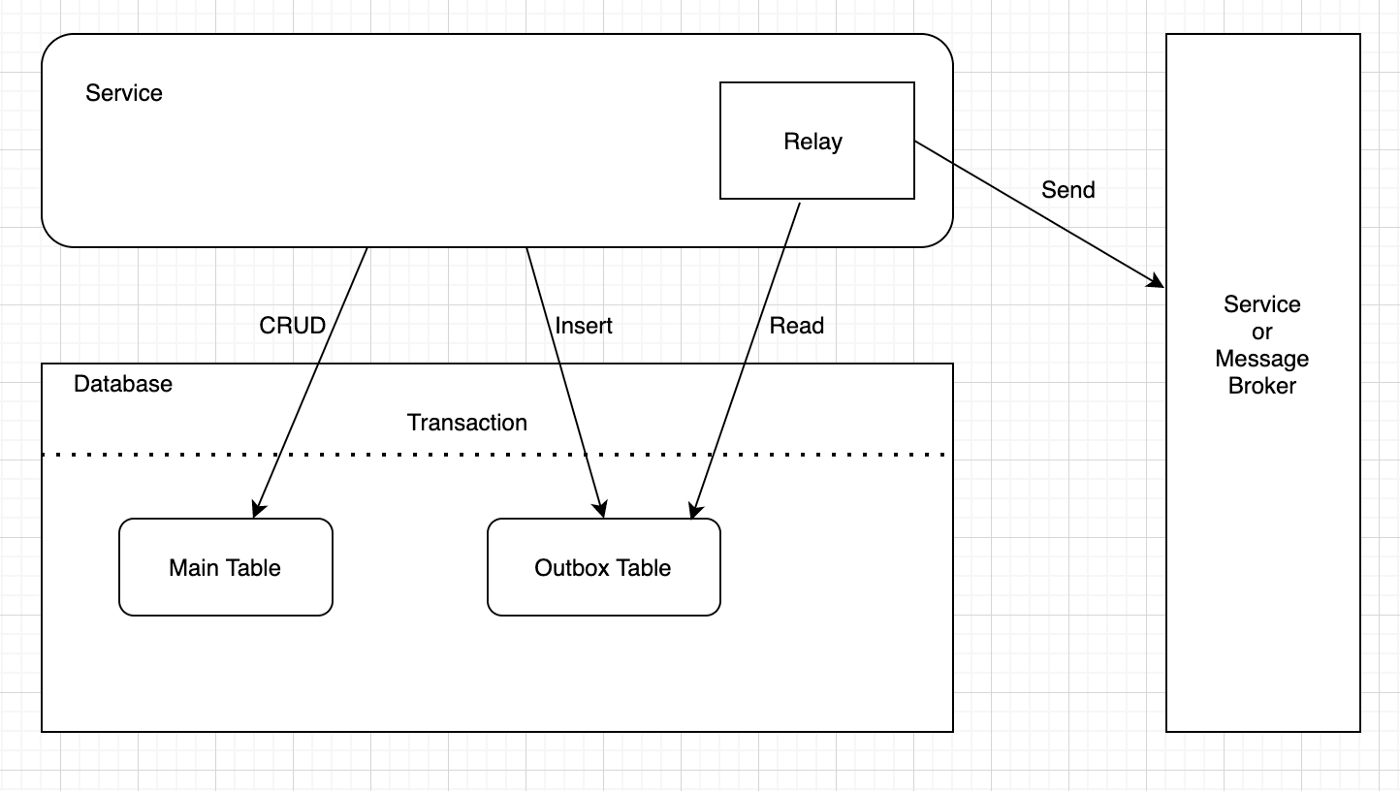 Service
Relay
Send
CRUD
Insert
Read
Service
or
Message
Broker
Database
Transaction
Main Table
Outbox Table